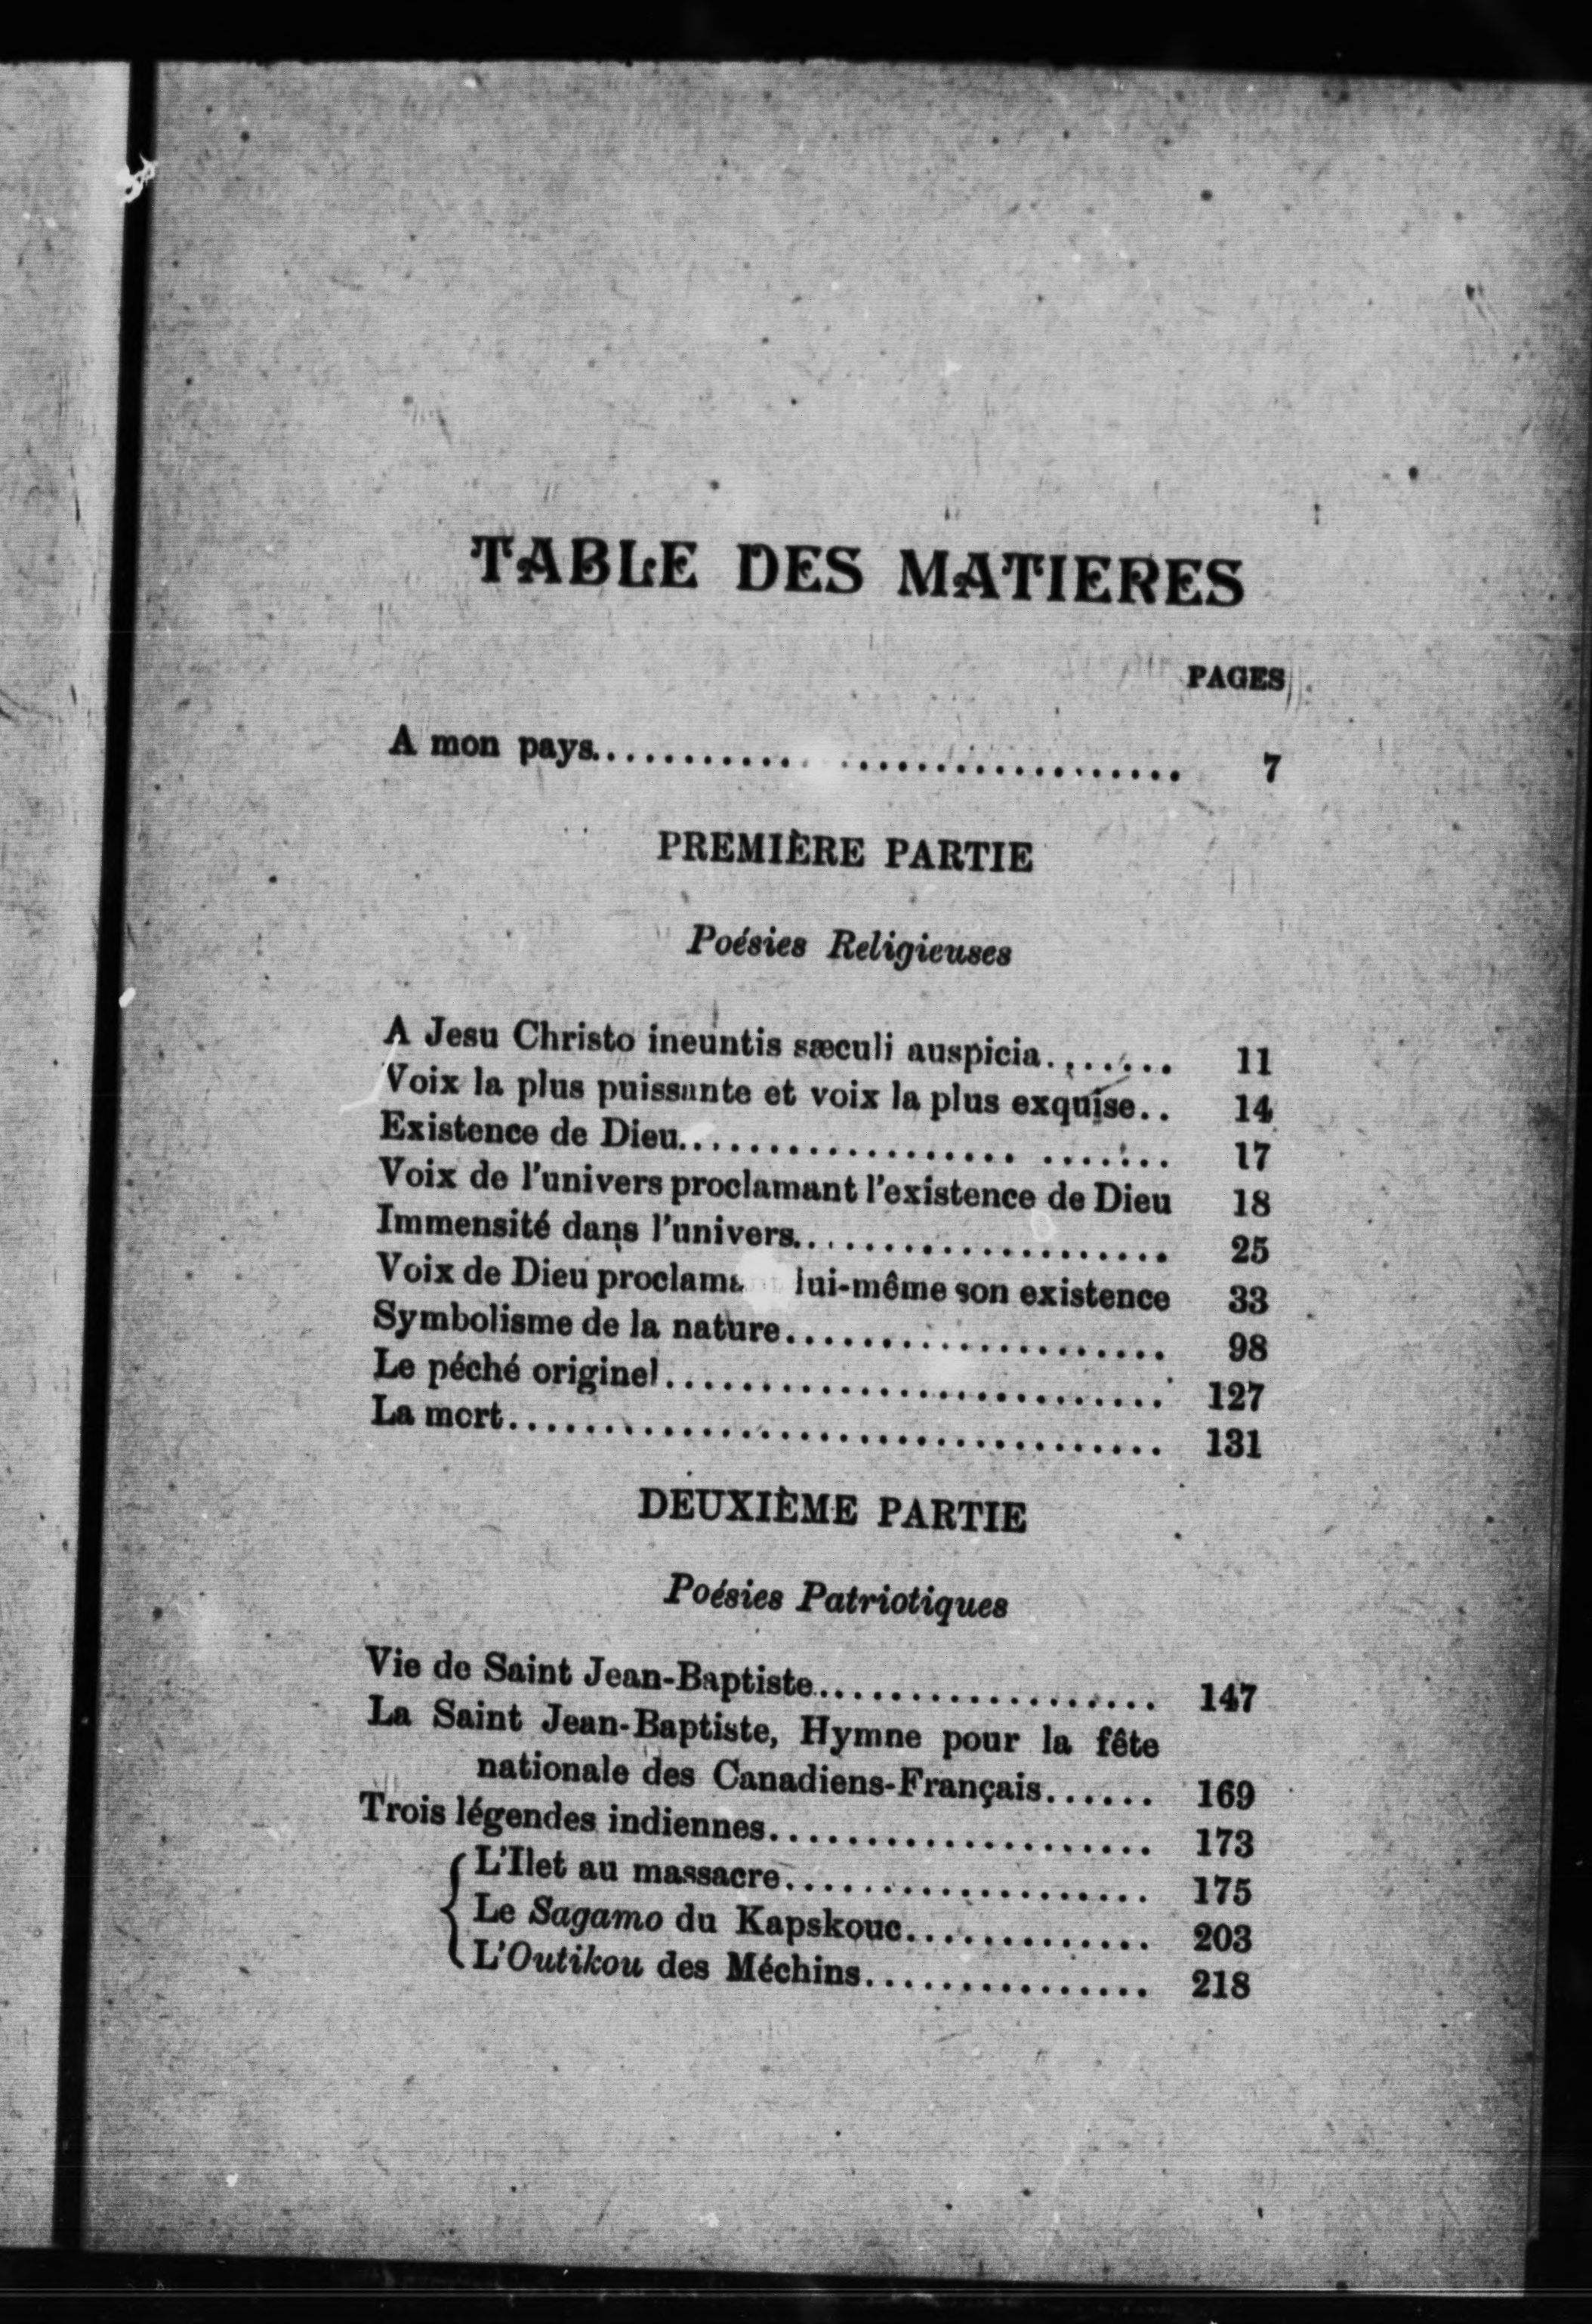 TABLE DES MATIERES
PAGES
A mon pays.................................... 7
PREMIÈRE PARTIE
Poésies Religieuses
A Jesu Christo ineuntis sæculi auspicia....... 11
Voix la plus puissante et voix la plus exquise.. 14
Existence de Dieu......................... 17
Voix de l'univers proclamant l'existence de Dieu 18
Immensité dans l'univers.................... 25
Voix de Dieu lui-même son existence 33
Symbolisme de la nature.................... 98
Le péché originel.......................... 127
La mort.................................. 131
DEUXIÈME PARTIE
Poésies Patriotiques
Vie de Saint Jean-Baptiste.................. 147
La Saint Jean-Baptiste, Hymne pour la fête
nationale des Canadiens-Français...... 169
Trois légendes indiennes.................... 173
L'Ilet au massacre................... 175
Le Sagamo du Kapskouc............. 203
L'Outikou des Méchins............... 218